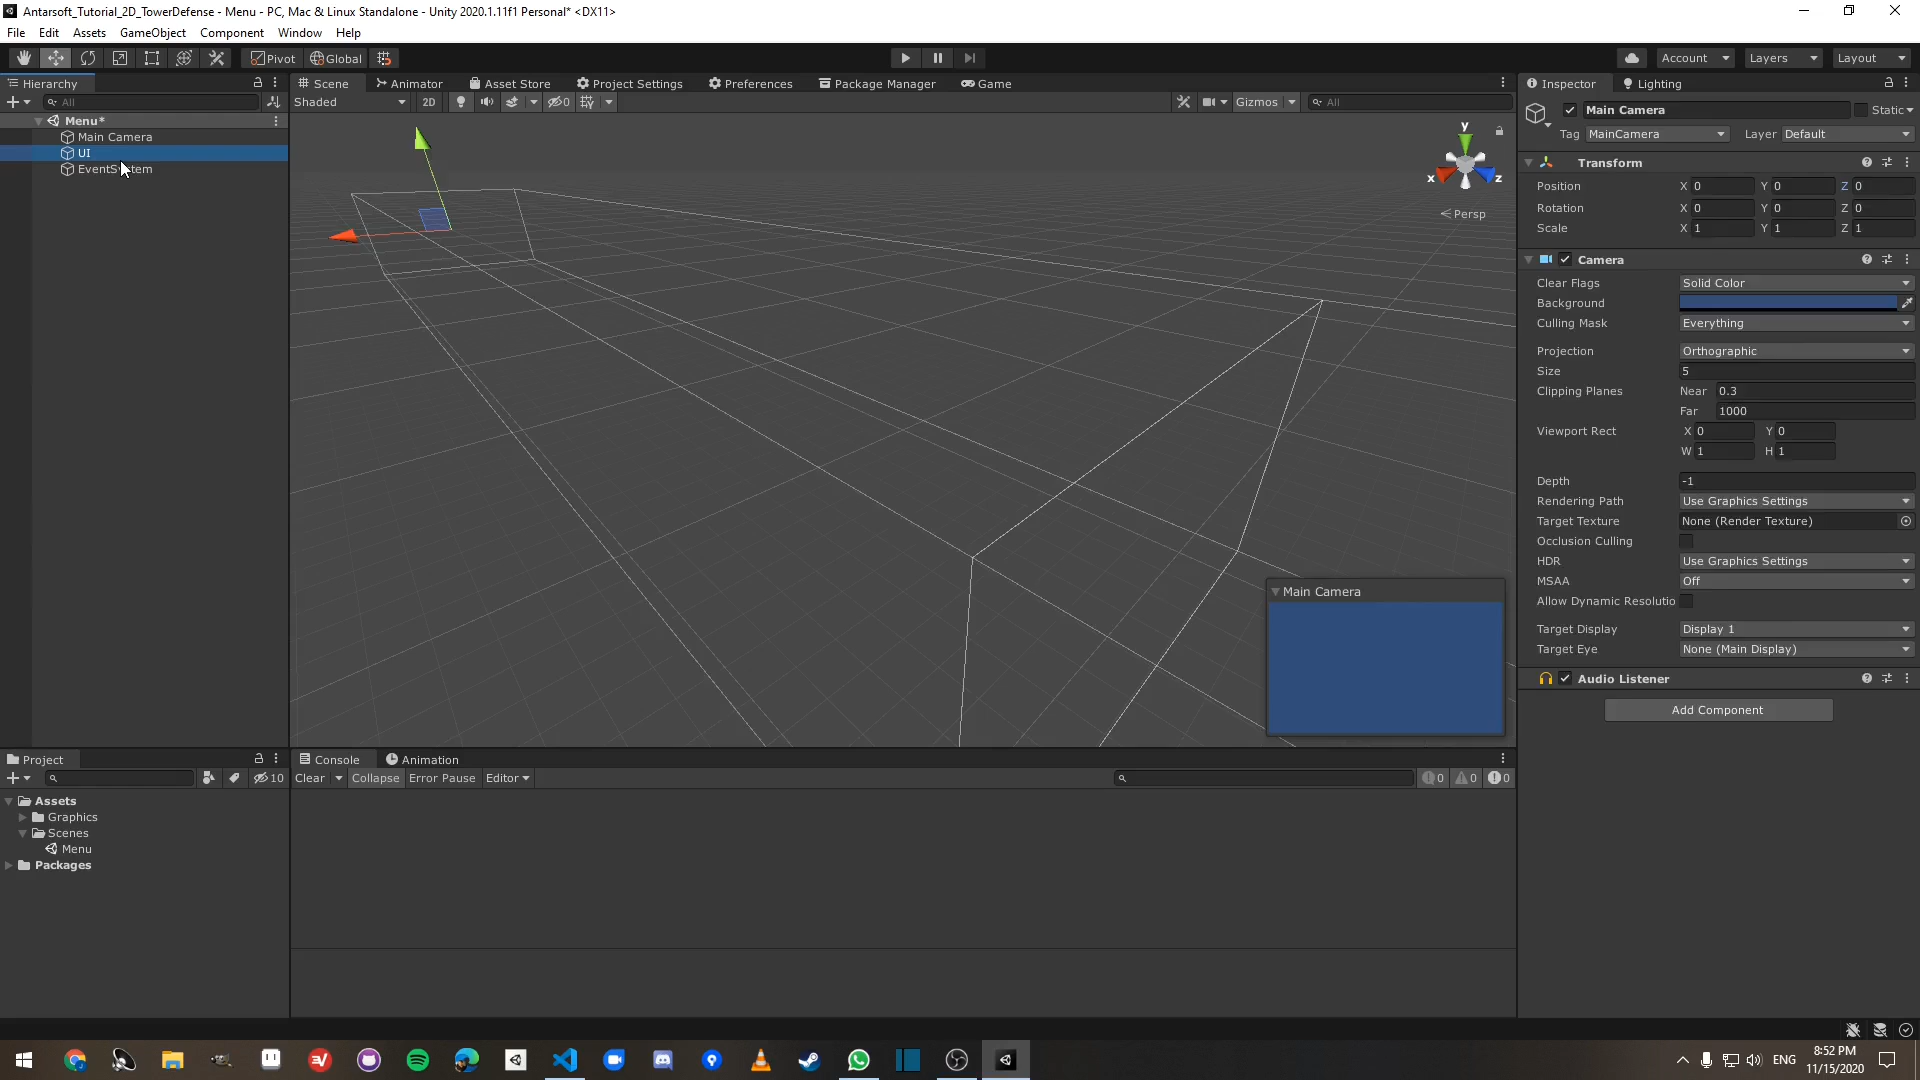 Antarsoft_Tutorial_2D_TowerDefense - Menu - PC, Mac & Linux Standalone - Unity 2020.1.11f1 Personal* <DX11>
File Edit Assets GameObject Component Window Help
Pivot Global Account Layers Layout
Hierarchy Scene Animator Asset Store Project Settings Preferences Package Manager Game Inspector Lighting
All Shaded 2D 0 Gizmos All
Menu*
Main Camera
UI
EventSystem
y
x
z
Persp
Main Camera
Main Camera Static
Tag MainCamera Layer Default
Transform
Position X 0 Y 0 Z 0
Rotation X 0 Y 0 Z 0
Scale X 1 Y 1 Z 1
Camera
Clear Flags Solid Color
Background
Culling Mask Everything
Projection Orthographic
Size 5
Clipping Planes Near 0.3
Far 1000
Viewport Rect X 0 Y 0
W 1 H 1
Depth -1
Rendering Path Use Graphics Settings
Target Texture None (Render Texture)
Occlusion Culling
HDR Use Graphics Settings
MSAA Off
Allow Dynamic Resolutio
Target Display Display 1
Target Eye None (Main Display)
Audio Listener
Add Component
Project Console Animation
10 Clear Collapse Error Pause Editor 0 0 0
Assets
Graphics
Scenes
Menu
Packages
ENG 8:52 PM
11/15/2020